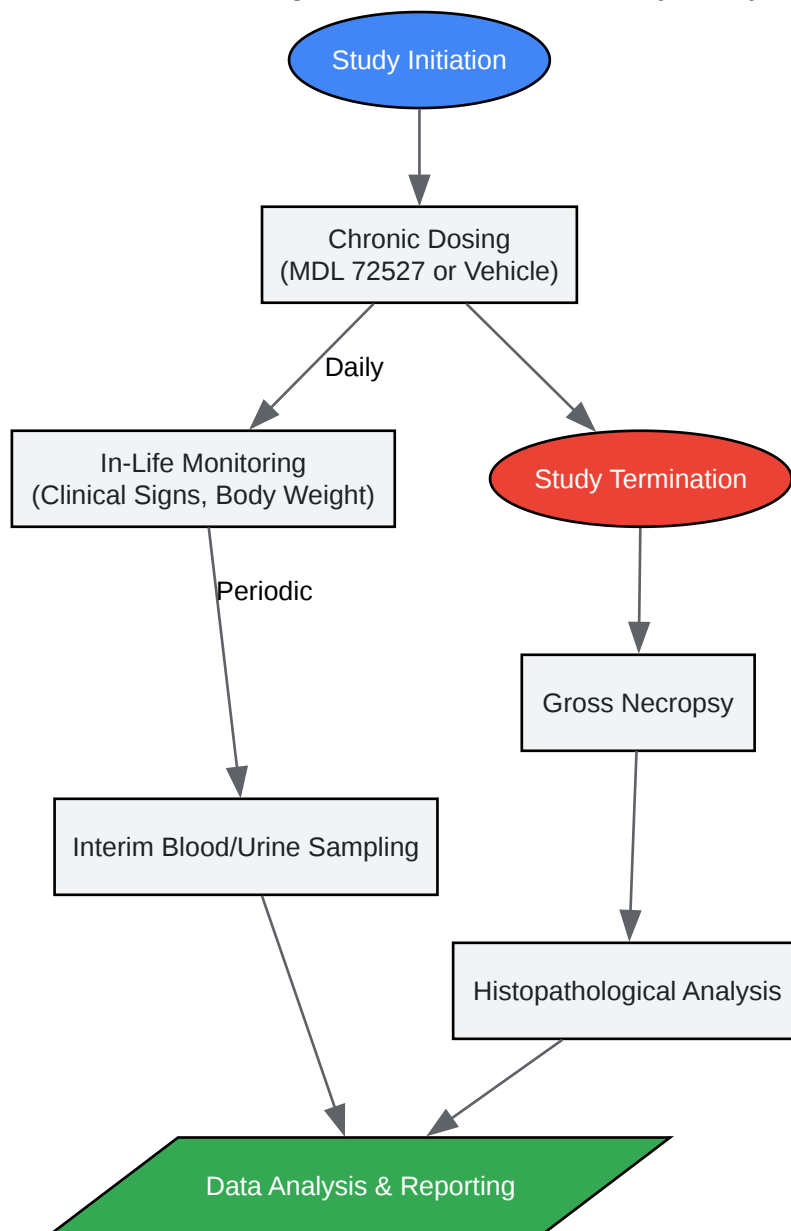 Study Initiation
Chronic Dosing
(MDL 72527 or Vehicle)
Daily
In-Life Monitoring
(Clinical Signs, Body Weight)
Study Termination
Periodic
Gross Necropsy
Interim Blood/Urine Sampling
Histopathological Analysis
Data Analysis & Reporting